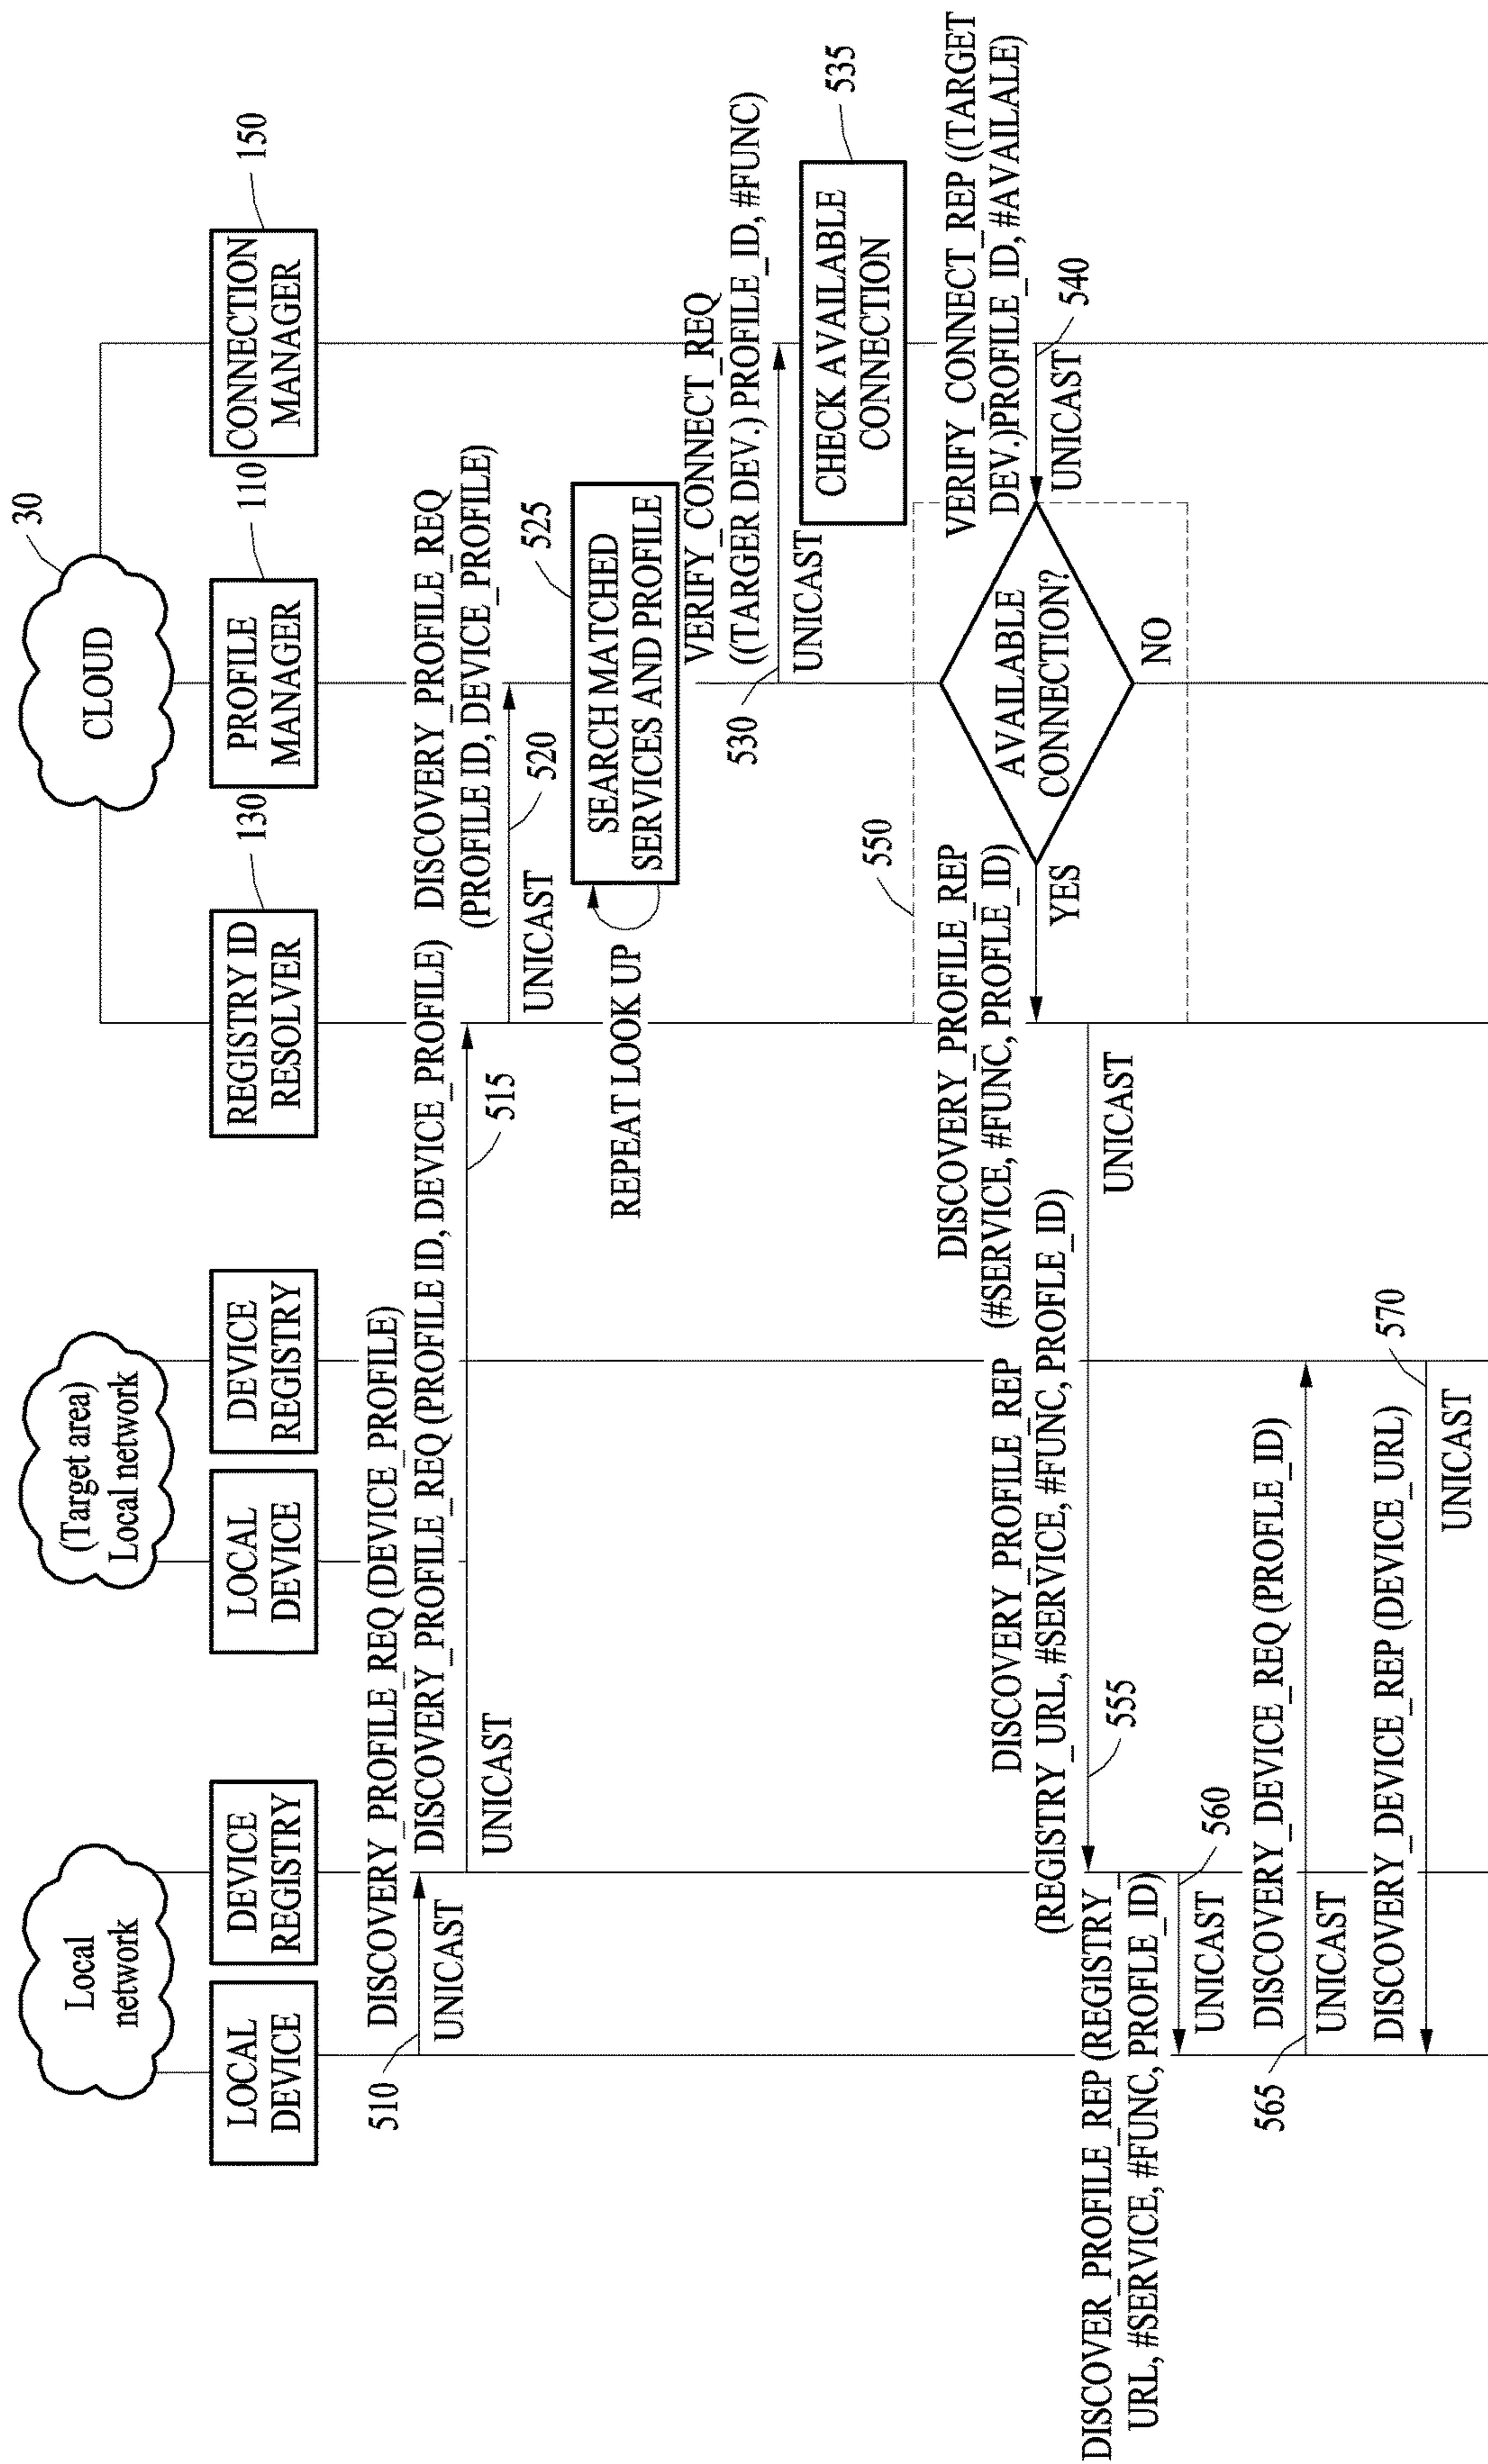 Local
network
(Target area)
Local network
CLOUD
30
LOCAL
DEVICE
DEVICE
REGISTRY
LOCAL
DEVICE
DEVICE
REGISTRY
REGISTRY ID
RESOLVER
130
PROFILE
MANAGER
110
CONNECTION
MANAGER
150
DISCOVERY_PROFILE_REQ (DEVICE_PROFILE)
510
UNICAST
DISCOVERY_PROFILE_REQ (PROFILE ID, DEVICE_PROFILE)
515
UNICAST
DISCOVERY_PROFILE_REQ
(PROFILE ID, DEVICE_PROFILE)
520
UNICAST
525
SEARCH MATCHED
SERVICES AND PROFILE
REPEAT LOOK UP
VERIFY_CONNECT_REQ
((TARGER DEV.) PROFILE_ID, #FUNC)
530
UNICAST
535
CHECK AVAILABLE
CONNECTION
VERIFY_CONNECT_REP ((TARGET
DEV.)PROFILE_ID, #AVAILALE)
540
UNICAST
550
AVAILABLE
CONNECTION?
YES
NO
DISCOVERY_PROFILE_REP
(#SERVICE, #FUNC, PROFLE_ID)
DISCOVERY_PROFILE_REP
(REGISTRY_URL, #SERVICE, #FUNC, PROFLE_ID)
555
UNICAST
DISCOVER_PROFILE_REP (REGISTRY_
URL, #SERVICE, #FUNC, PROFLE_ID)
560
UNICAST
DISCOVERY_DEVICE_REQ (PROFLE_ID)
565
UNICAST
DISCOVERY_DEVICE_REP (DEVICE_URL)
570
UNICAST